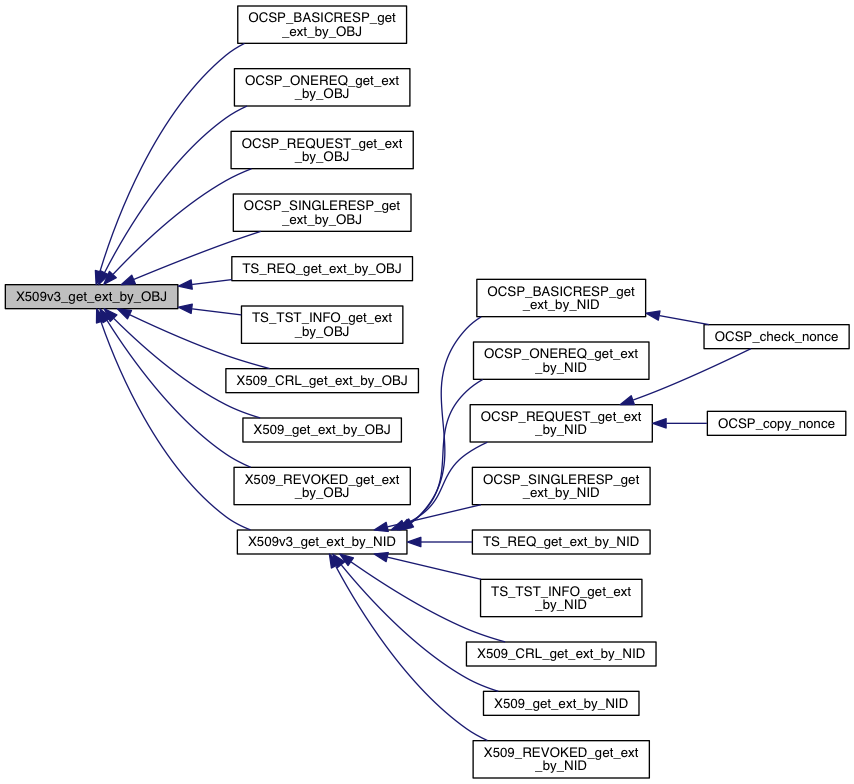 X509v3_get_ext_by_OBJ
OCSP_BASICRESP_get
_ext_by_OBJ
OCSP_ONEREQ_get_ext
_by_OBJ
OCSP_REQUEST_get_ext
_by_OBJ
OCSP_SINGLERESP_get
_ext_by_OBJ
TS_REQ_get_ext_by_OBJ
TS_TST_INFO_get_ext
_by_OBJ
X509_CRL_get_ext_by_OBJ
X509_get_ext_by_OBJ
X509_REVOKED_get_ext
_by_OBJ
X509v3_get_ext_by_NID
OCSP_BASICRESP_get
_ext_by_NID
OCSP_ONEREQ_get_ext
_by_NID
OCSP_REQUEST_get_ext
_by_NID
OCSP_SINGLERESP_get
_ext_by_NID
TS_REQ_get_ext_by_NID
TS_TST_INFO_get_ext
_by_NID
X509_CRL_get_ext_by_NID
X509_get_ext_by_NID
X509_REVOKED_get_ext
_by_NID
OCSP_check_nonce
OCSP_copy_nonce